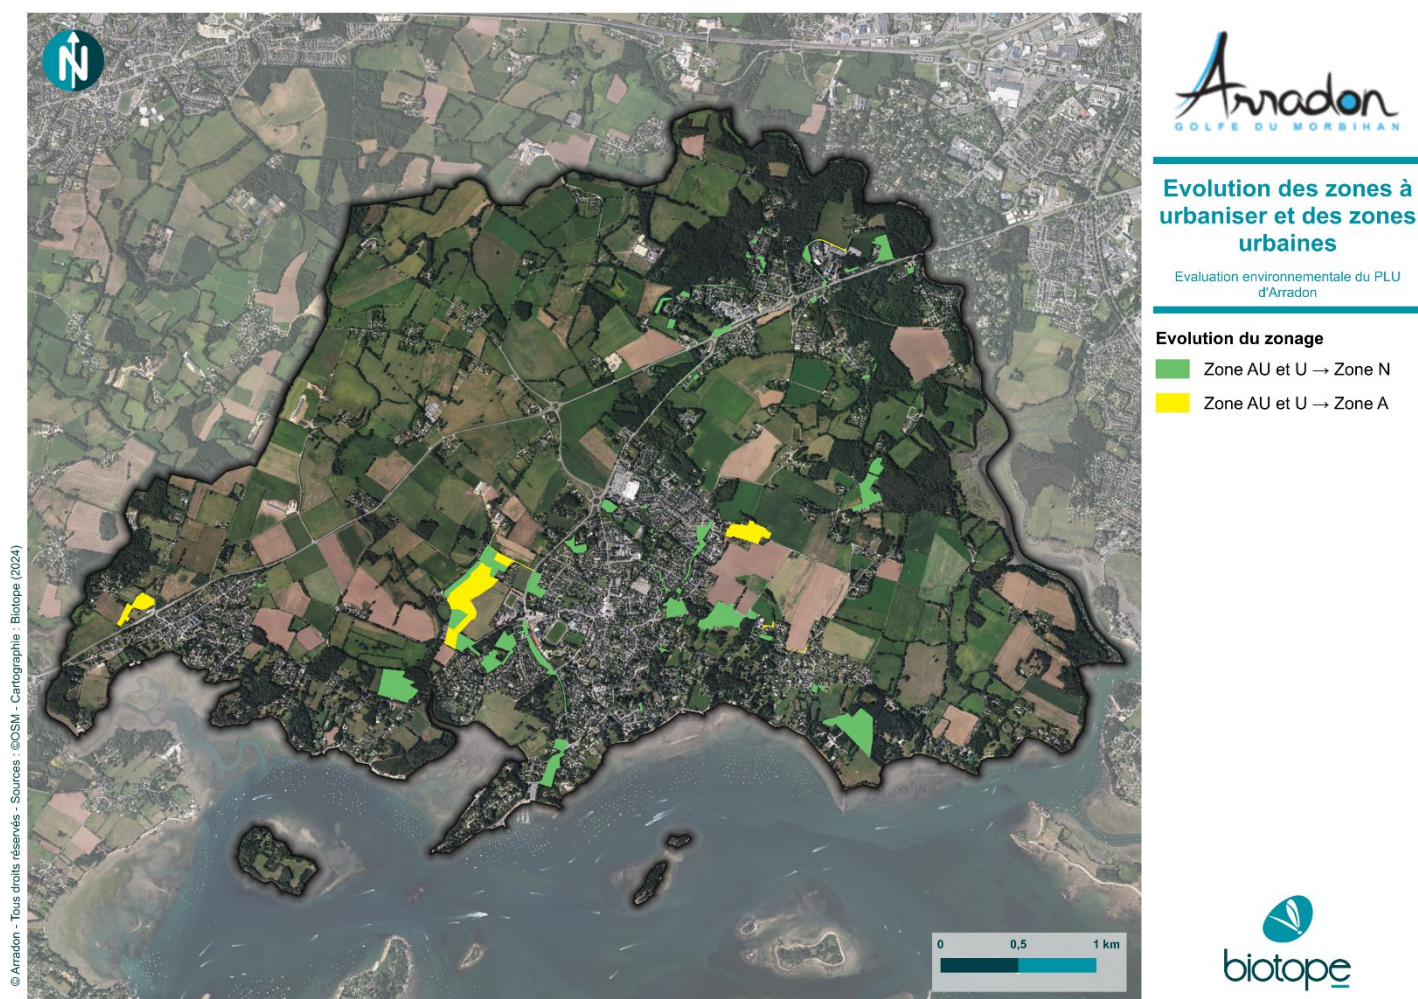 N
Arradon
GOLFE DU MORBIHAN
Evolution des zones à
urbaniser et des zones
urbaines
Evaluation environnementale du PLU
d'Arradon
Evolution du zonage
Zone AU et U → Zone N
Zone AU et U → Zone A
© Arradon - Tous droits réservés - Sources : ©OSM - Cartographie : Biotope (2024)
0 0,5 1 km
biotope